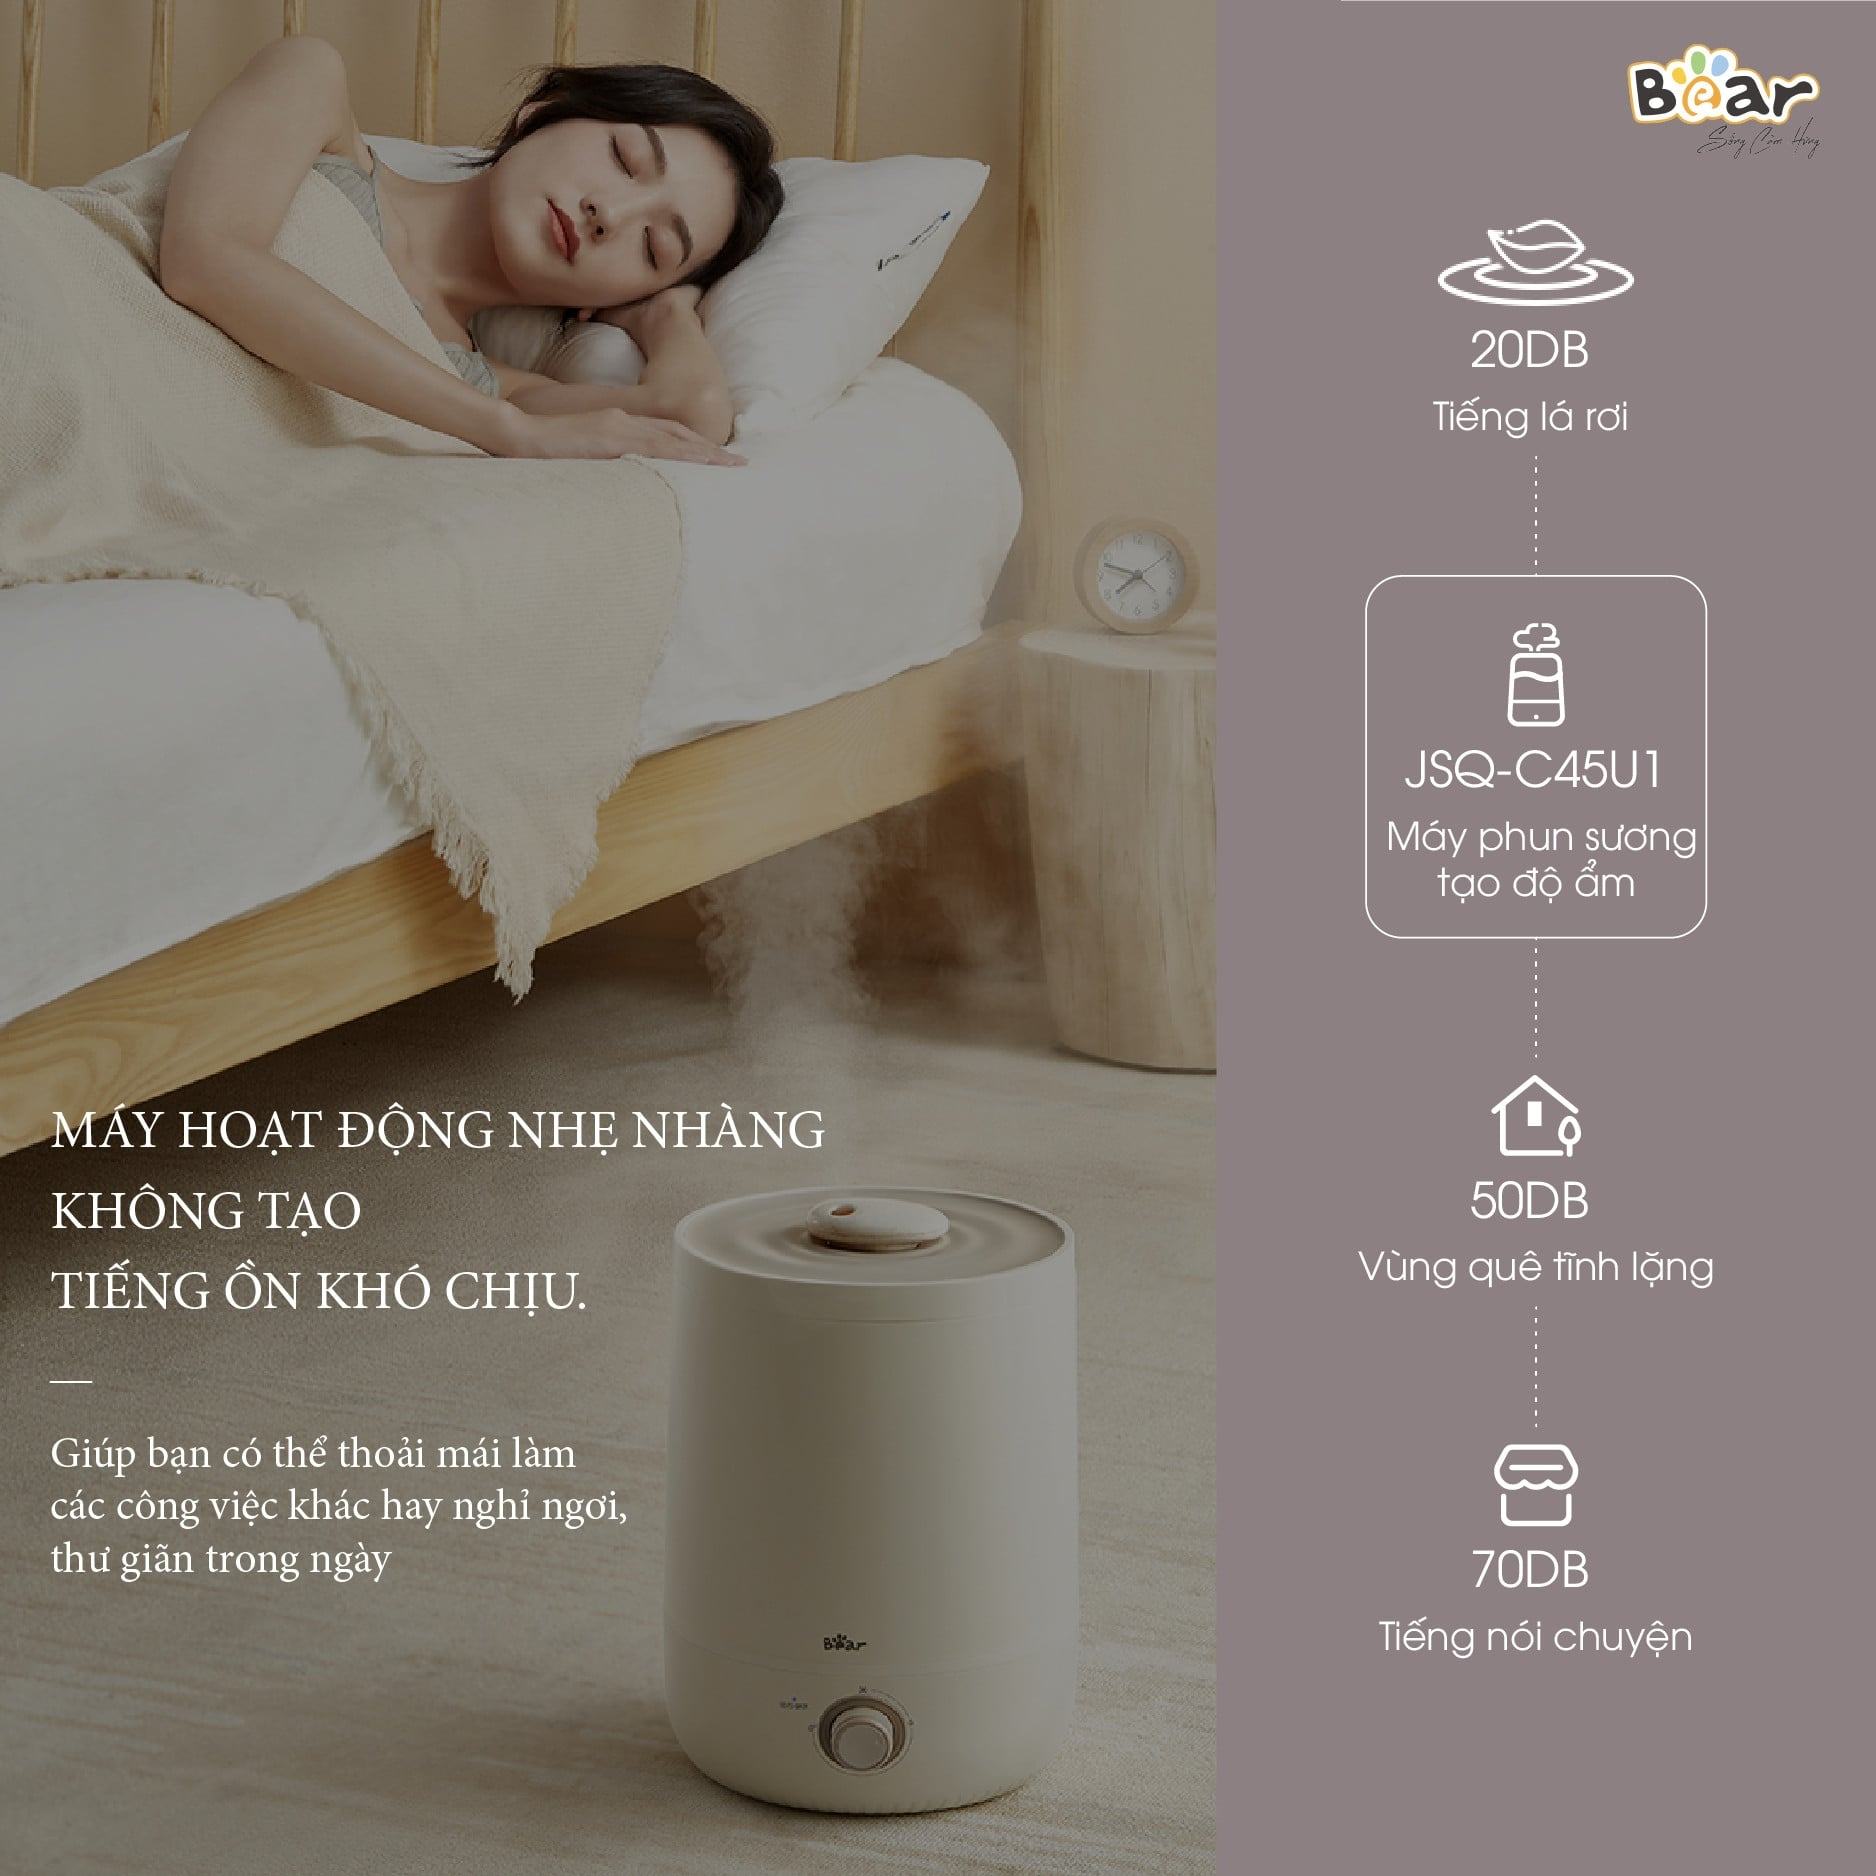 Bear
Sống Cảm Hứng
20DB
Tiếng lá rơi
JSQ-C45U1
Máy phun sương
tạo độ ẩm
50DB
Vùng quê tĩnh lặng
70DB
Tiếng nói chuyện
MÁY HOẠT ĐỘNG NHẸ NHÀNG
KHÔNG TẠO
TIẾNG ỒN KHÓ CHỊU.
Giúp bạn có thể thoải mái làm
các công việc khác hay nghỉ ngơi,
thư giãn trong ngày
Bear